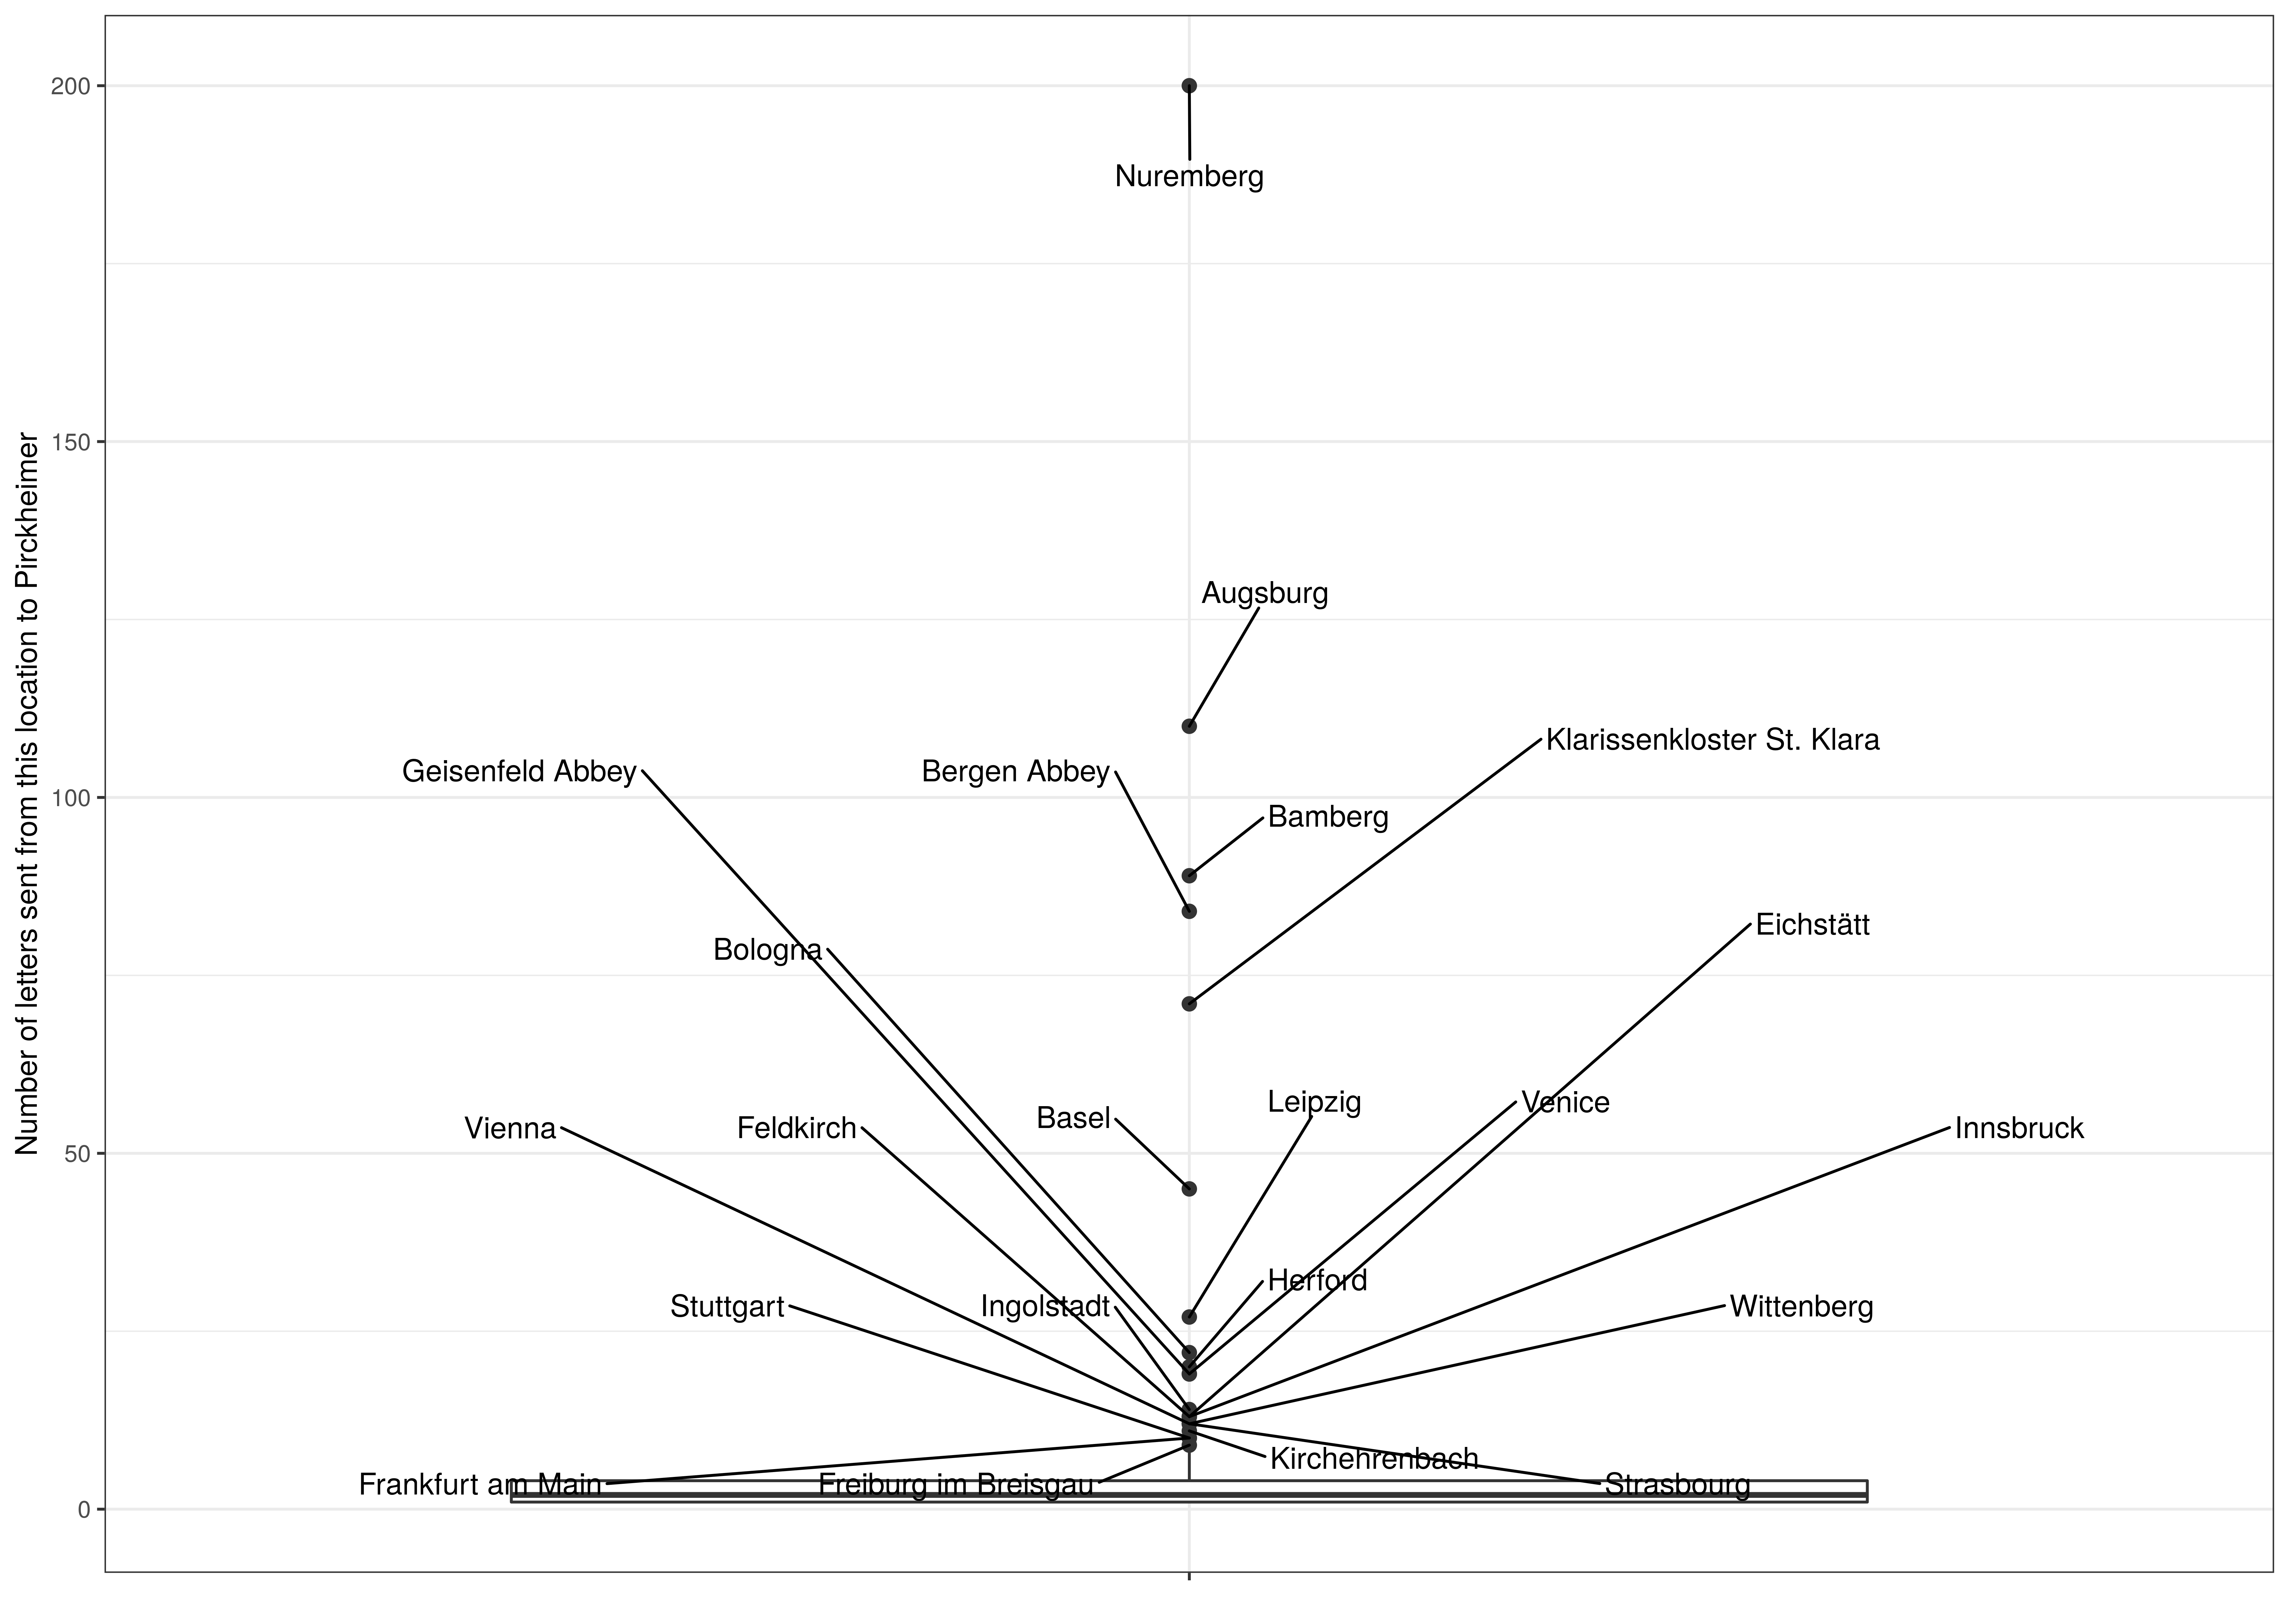 Number of letters sent from this location to Pirckheimer
200
150
100
50
0
Nuremberg
Augsburg
Klarissenkloster St. Klara
Geisenfeld Abbey
Bergen Abbey
Bamberg
Eichstätt
Bologna
Leipzig
Venice
Basel
Vienna
Feldkirch
Innsbruck
Herford
Stuttgart
Ingolstadt
Wittenberg
Kirchehrenbach
Frankfurt am Main
Freiburg im Breisgau
Strasbourg